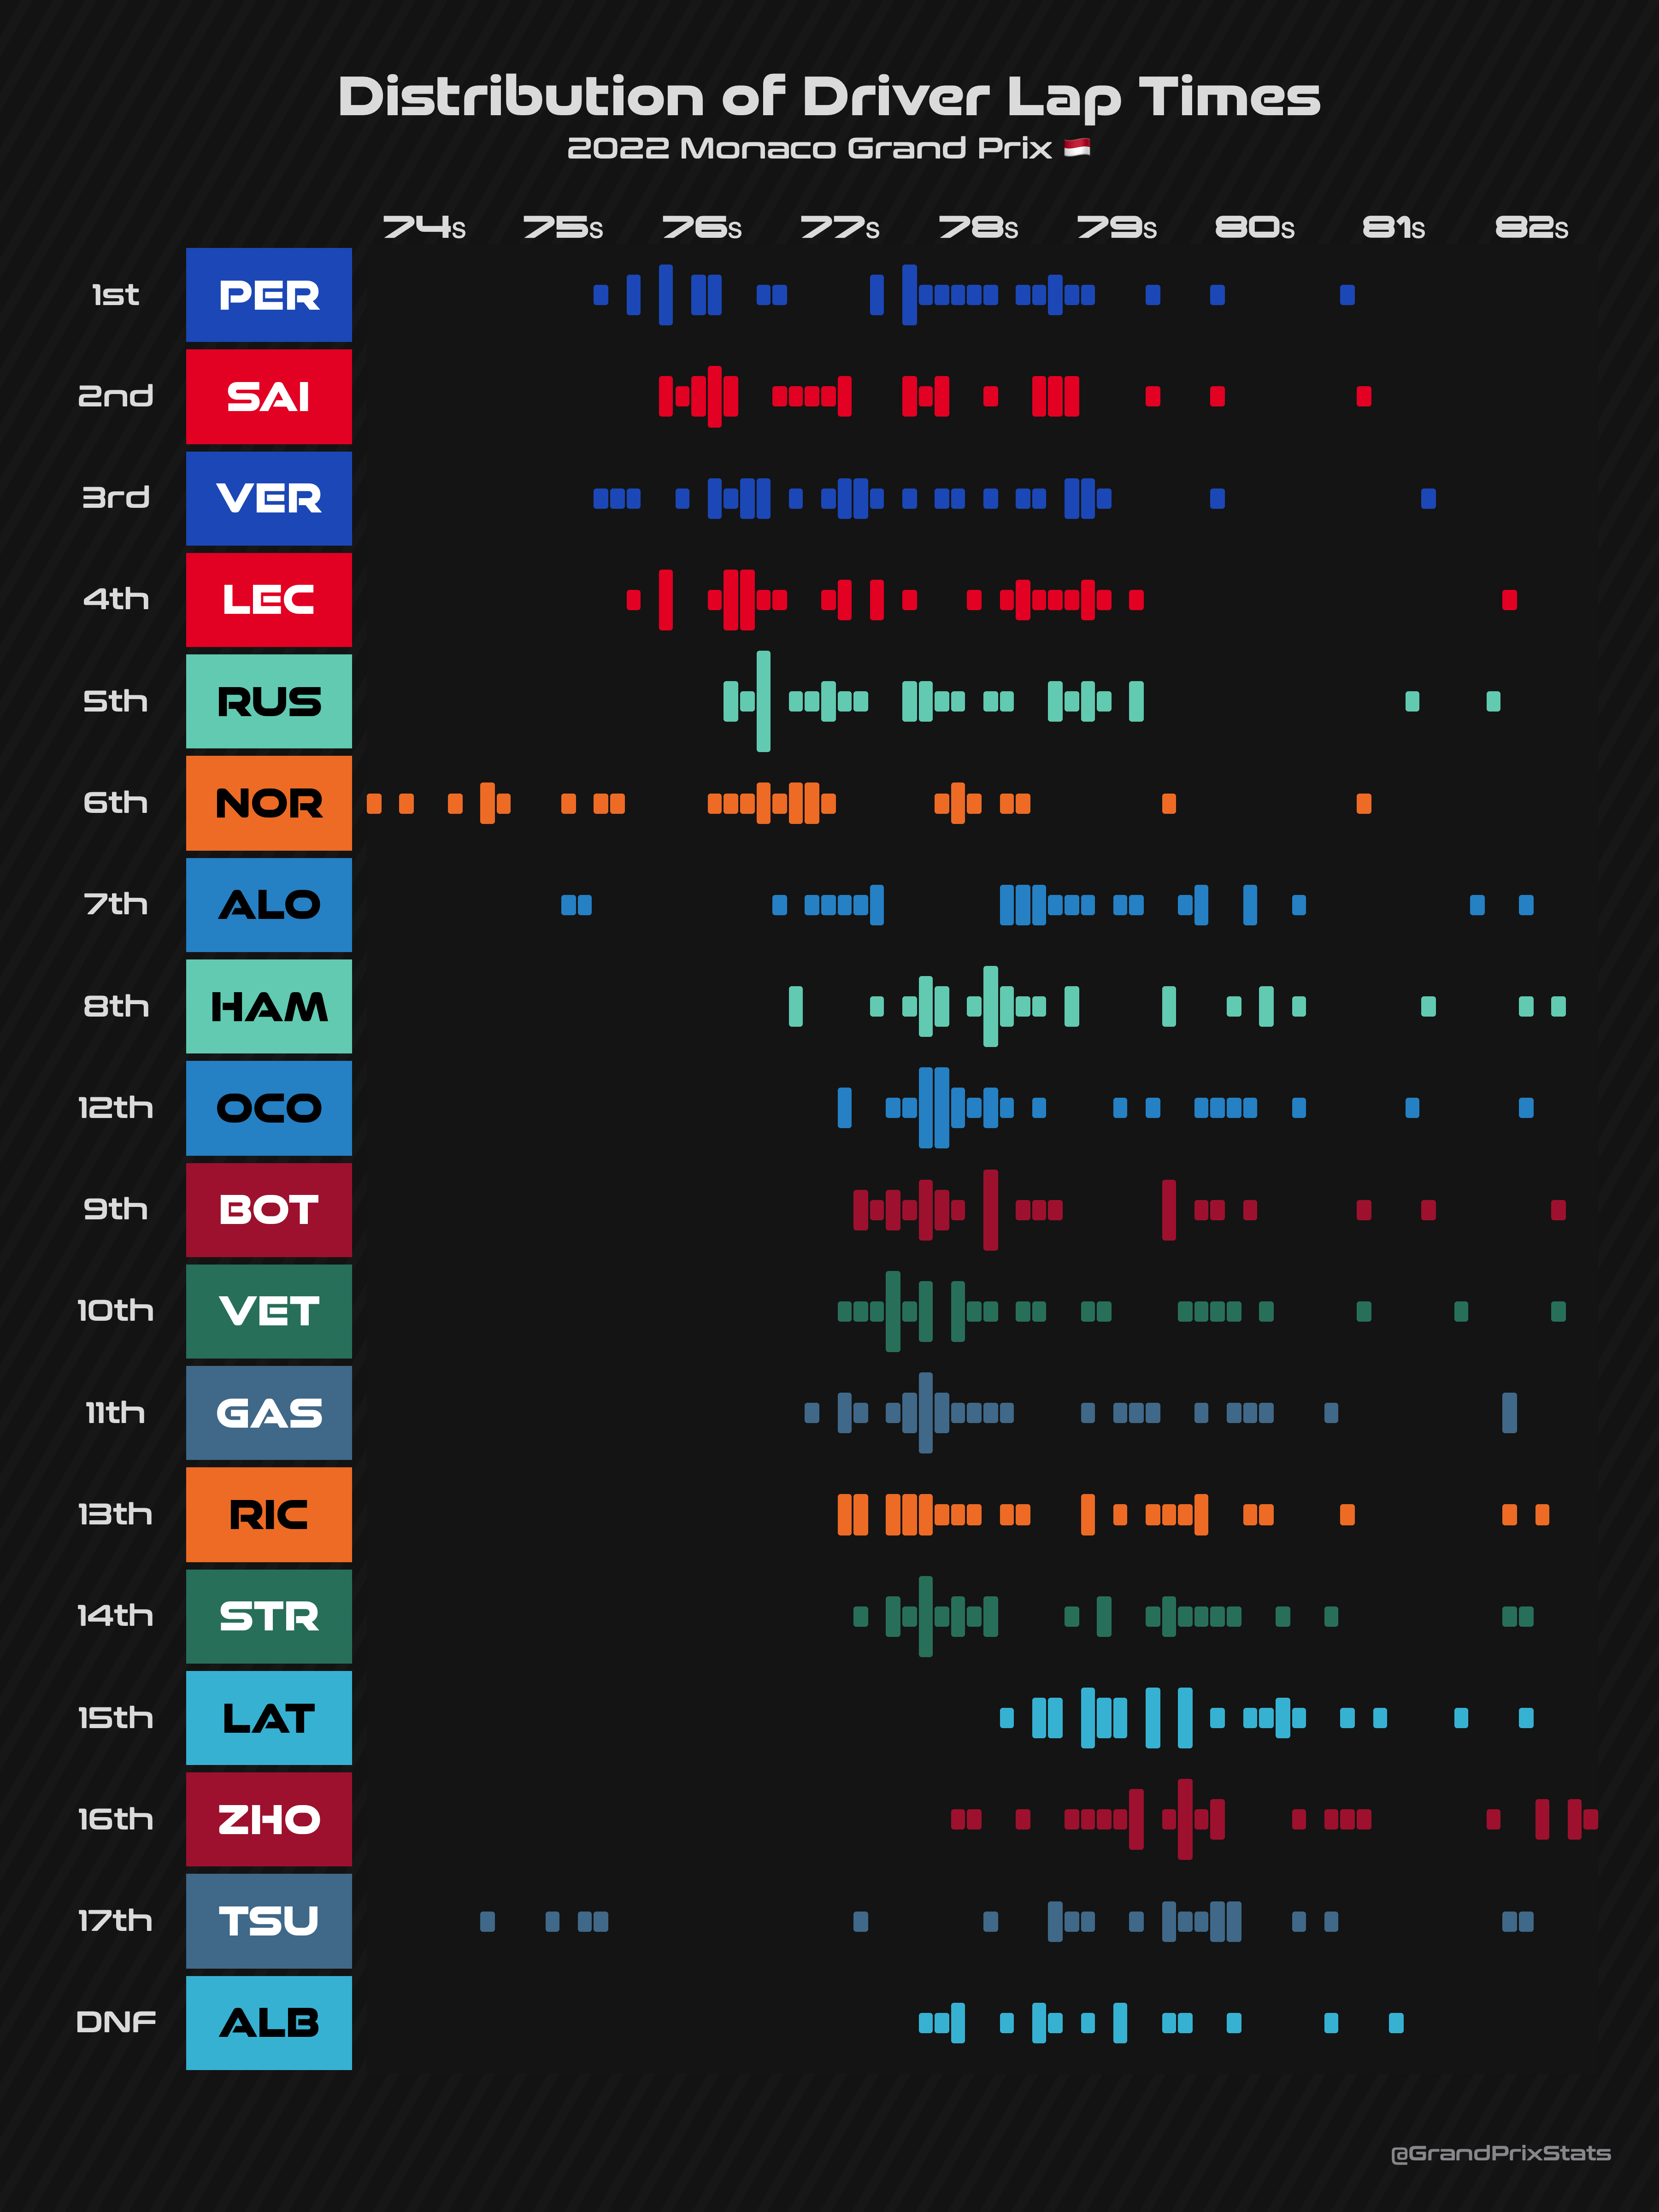 Distribution of Driver Lap Times
2022 Monaco Grand Prix
74s 75s 76s 77s 78s 79s 80s 81s 82s
1st PER
2nd SAI
3rd VER
4th LEC
5th RUS
6th NOR
7th ALO
8th HAM
12th OCO
9th BOT
10th VET
11th GAS
13th RIC
14th STR
15th LAT
16th ZHO
17th TSU
DNF ALB
@GrandPrixStats